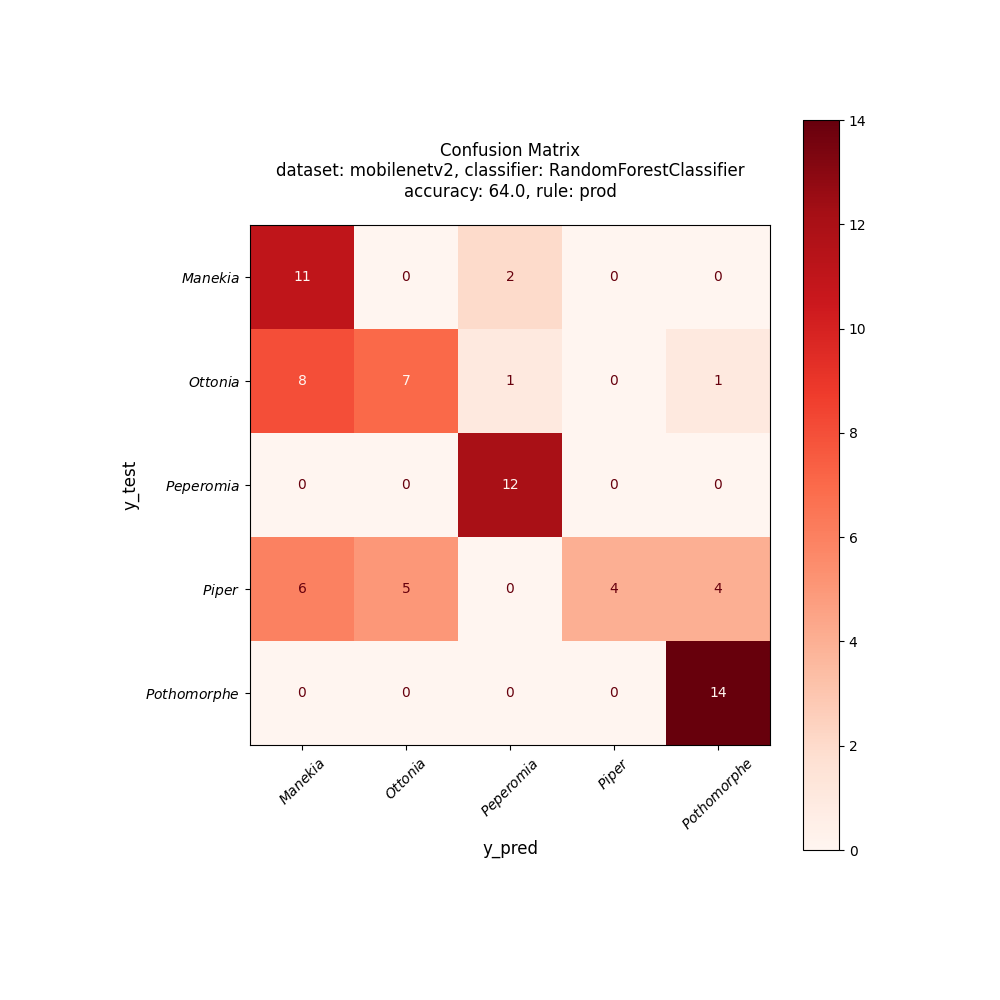 Confusion Matrix
dataset: mobilenetv2, classifier: RandomForestClassifier
accuracy: 64.0, rule: prod
y_test
Manekia 11 0 2 0 0
Ottonia 8 7 1 0 1
Peperomia 0 0 12 0 0
Piper 6 5 0 4 4
Pothomorphe 0 0 0 0 14
Manekia Ottonia Peperomia Piper Pothomorphe
y_pred
14
12
10
8
6
4
2
0